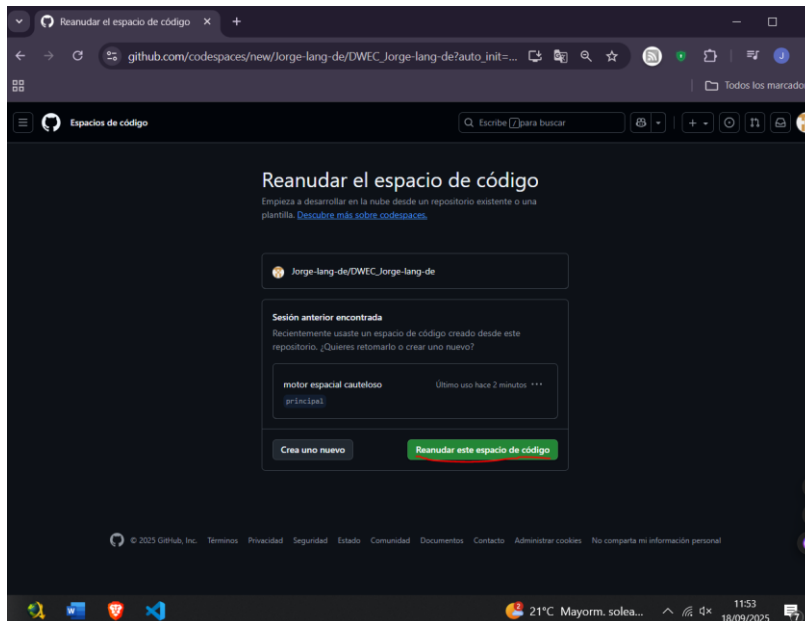 Reanudar el espacio de código
github.com/codespaces/new/Jorge-lang-de/DWEC_Jorge-lang-de?auto_init=...
J
Todos los marcado
Espacios de código
Escribe / para buscar
Reanudar el espacio de código
Empieza a desarrollar en la nube desde un repositorio existente o una
plantilla. Descubre más sobre codespaces.
Jorge-lang-de/DWEC_Jorge-lang-de
Sesión anterior encontrada
Recientemente usaste un espacio de código creado desde este
repositorio. ¿Quieres retomarlo o crear uno nuevo?
motor espacial cauteloso
Último uso hace 2 minutos
principal
Crea uno nuevo
Reanudar este espacio de código
© 2025 GitHub, Inc. Términos Privacidad Seguridad Estado Comunidad Documentos Contacto Administrar cookies No comparta mi información personal
2
21°C Mayorm. solea...
11:53
18/09/2025
7